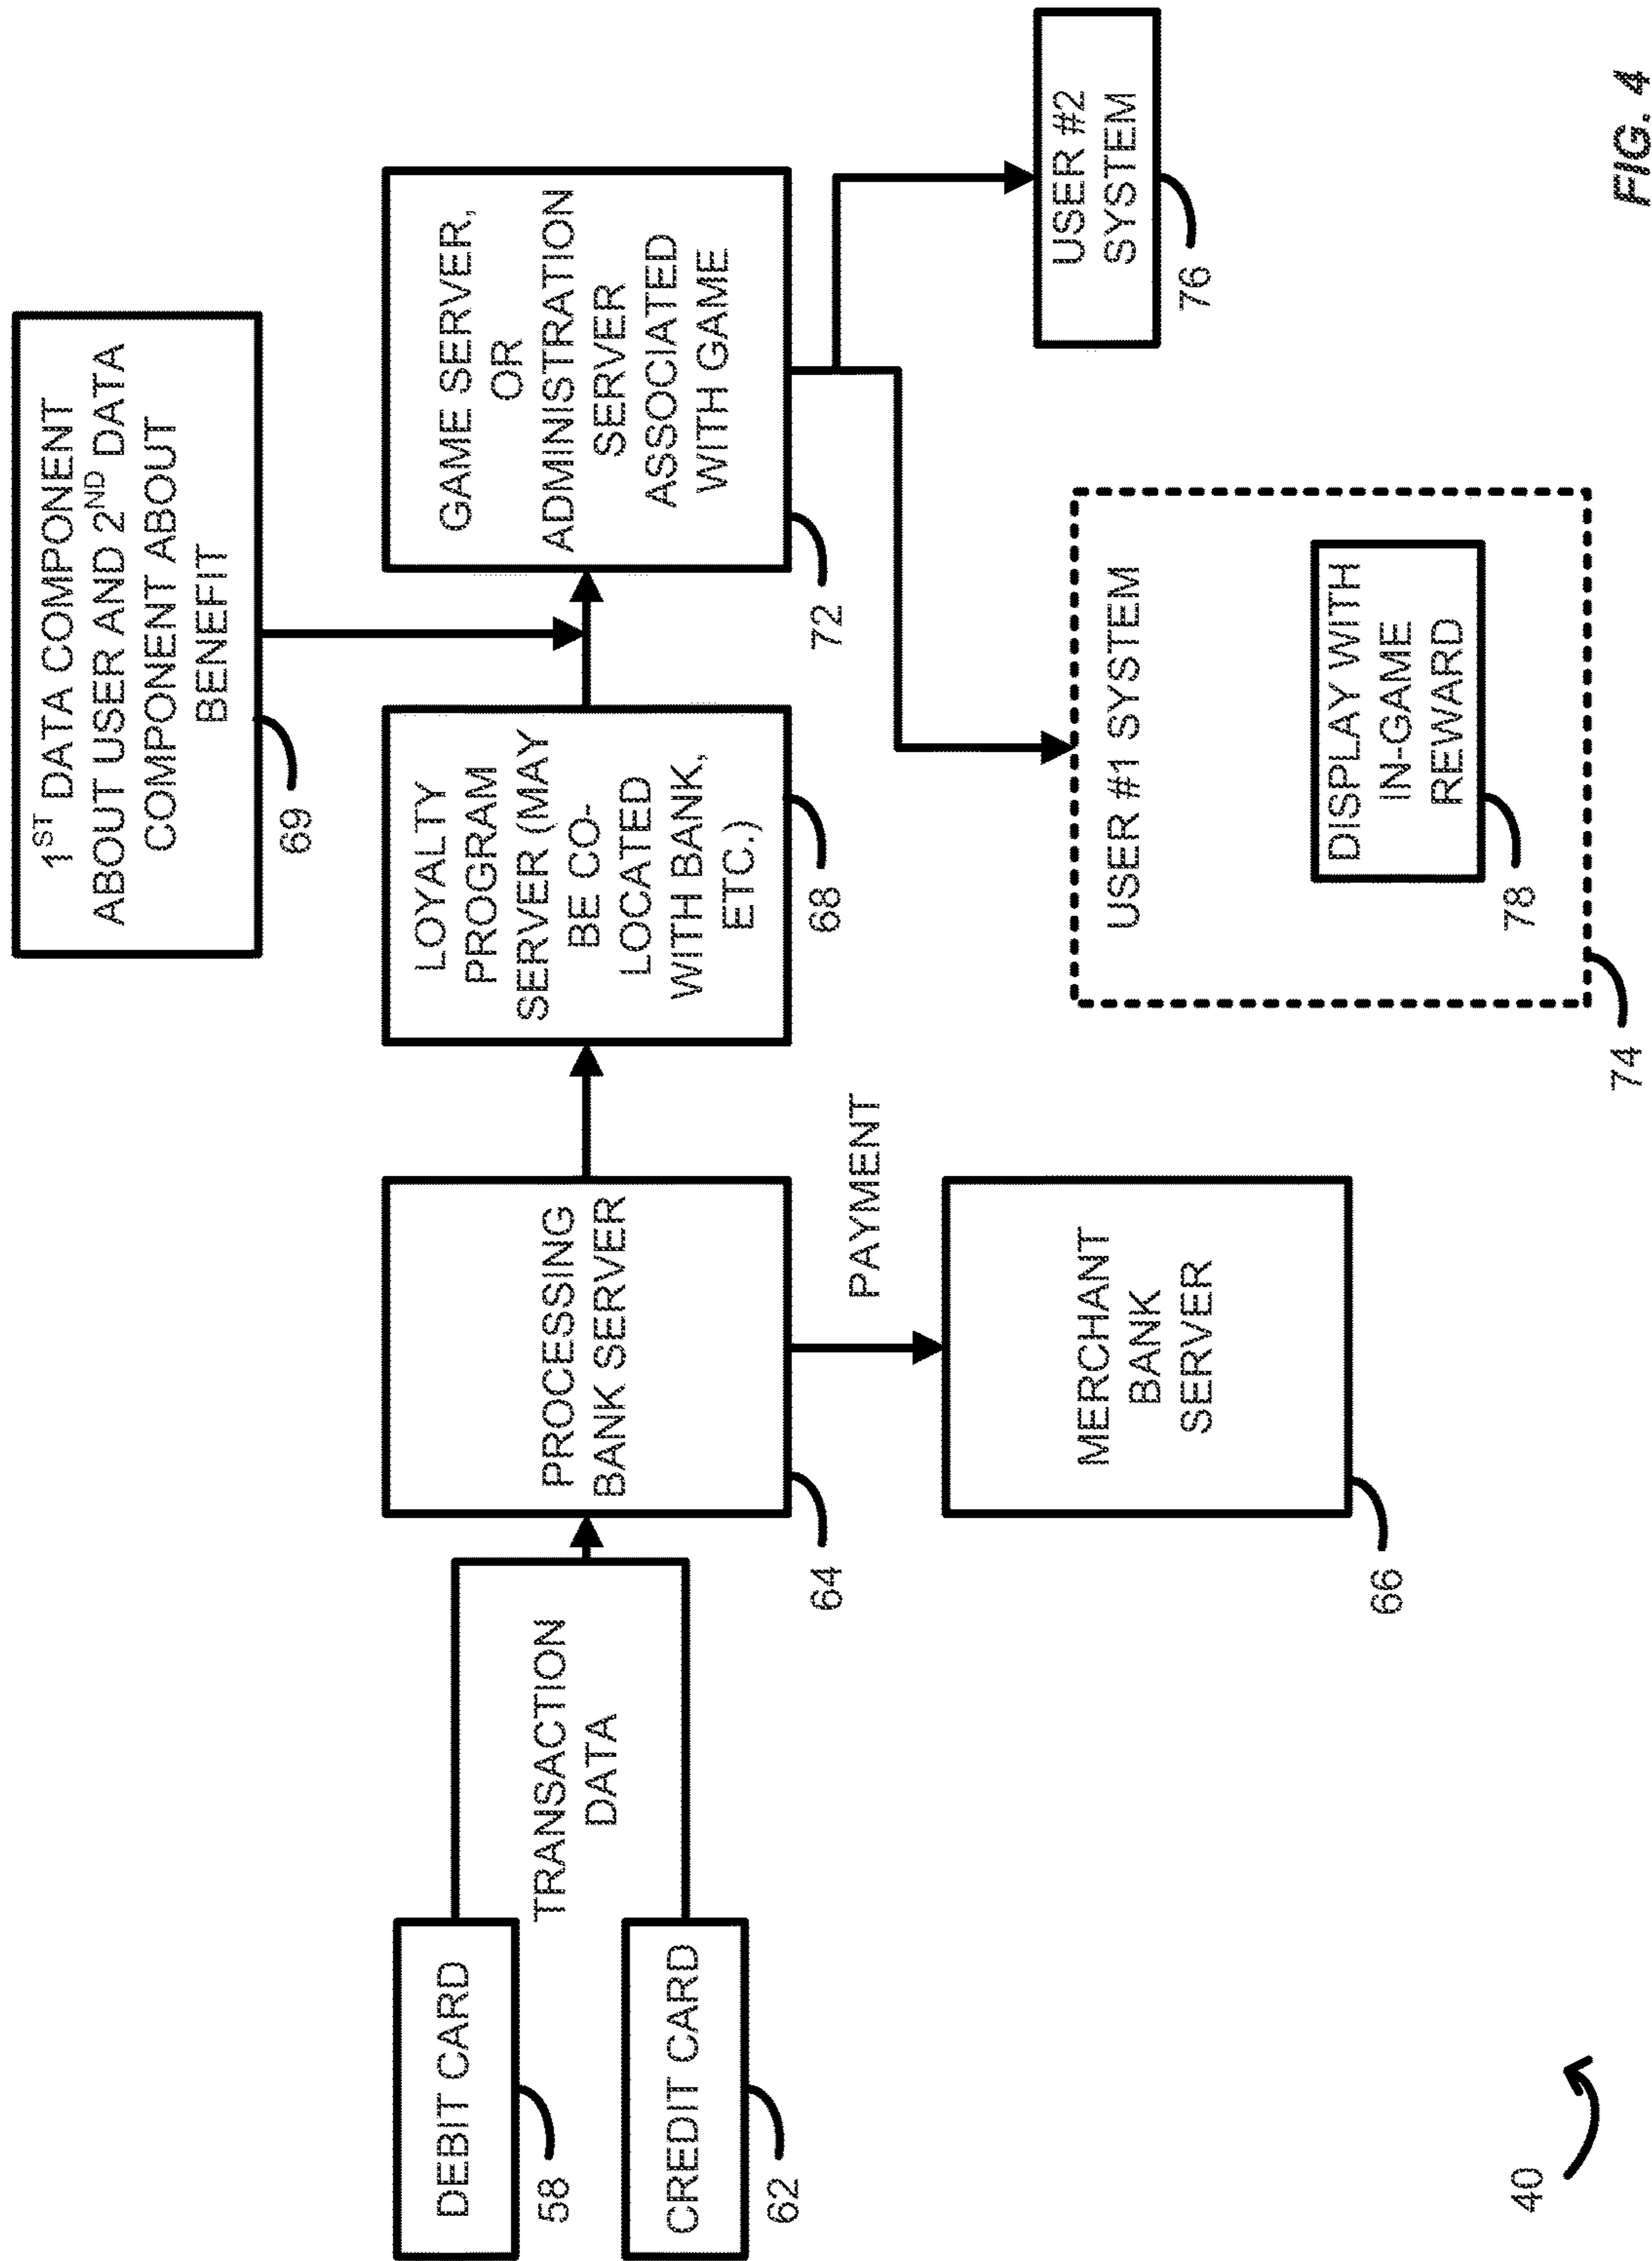 1ST DATA COMPONENT
ABOUT USER AND 2ND DATA
COMPONENT ABOUT
BENEFIT
69
DEBIT CARD
58
CREDIT CARD
62
TRANSACTION
DATA
PROCESSING
BANK SERVER
64
LOYALTY
PROGRAM
SERVER (MAY
BE CO-
LOCATED
WITH BANK,
ETC.)
68
GAME SERVER,
OR
ADMINISTRATION
SERVER
ASSOCIATED
WITH GAME
72
PAYMENT
MERCHANT
BANK
SERVER
66
USER #1 SYSTEM
DISPLAY WITH
IN-GAME
REWARD
78
74
USER #2
SYSTEM
76
40
FIG. 4